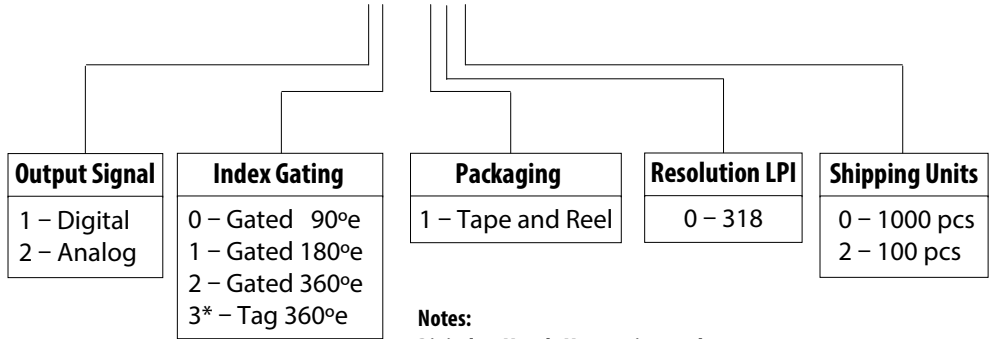 Output Signal
1 – Digital
2 – Analog
Index Gating
0 – Gated 90ºe
1 – Gated 180ºe
2 – Gated 360ºe
3* – Tag 360ºe
Packaging
1 – Tape and Reel
Resolution LPI
0 – 318
Shipping Units
0 – 1000 pcs
2 – 100 pcs
Notes: